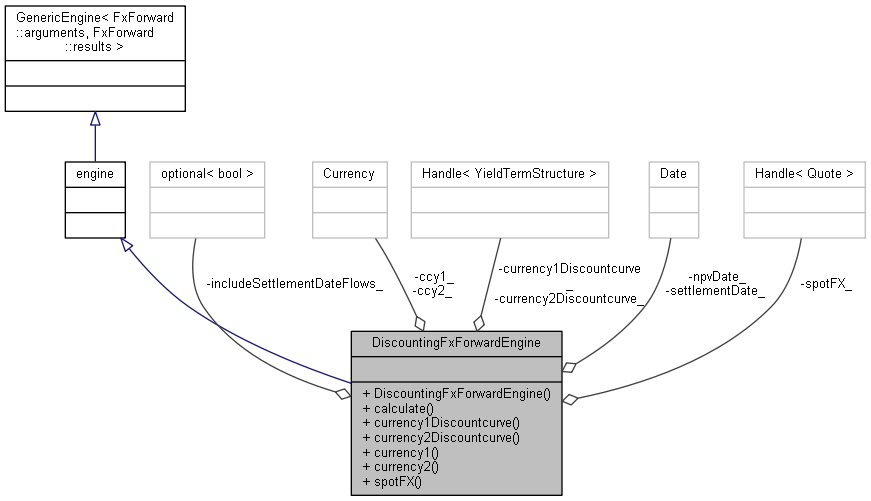 GenericEngine< FxForward
::arguments, FxForward
::results >
engine
optional< bool >
Currency
Handle< YieldTermStructure >
Date
Handle< Quote >
-includeSettlementDateFlows_
-ccy1_
-ccy2_
-currency1Discountcurve
_
-currency2Discountcurve_
-npvDate_
-settlementDate_
-spotFX_
DiscountingFxForwardEngine
+ DiscountingFxForwardEngine()
+ calculate()
+ currency1Discountcurve()
+ currency2Discountcurve()
+ currency1()
+ currency2()
+ spotFX()